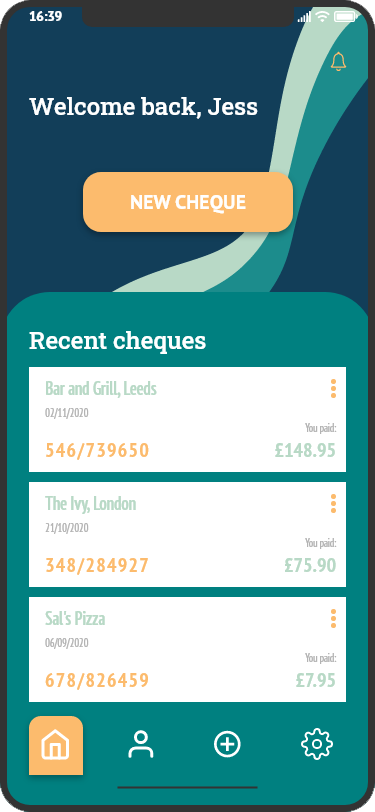 16:39
Welcome back, Jess
NEW CHEQUE
Recent cheques
Bar and Grill, Leeds
02/11/2020
You paid:
546/739650
£148.95
The Ivy, London
21/10/2020
You paid:
348/284927
£75.90
Sal's Pizza
06/09/2020
You paid:
678/826459
£7.95